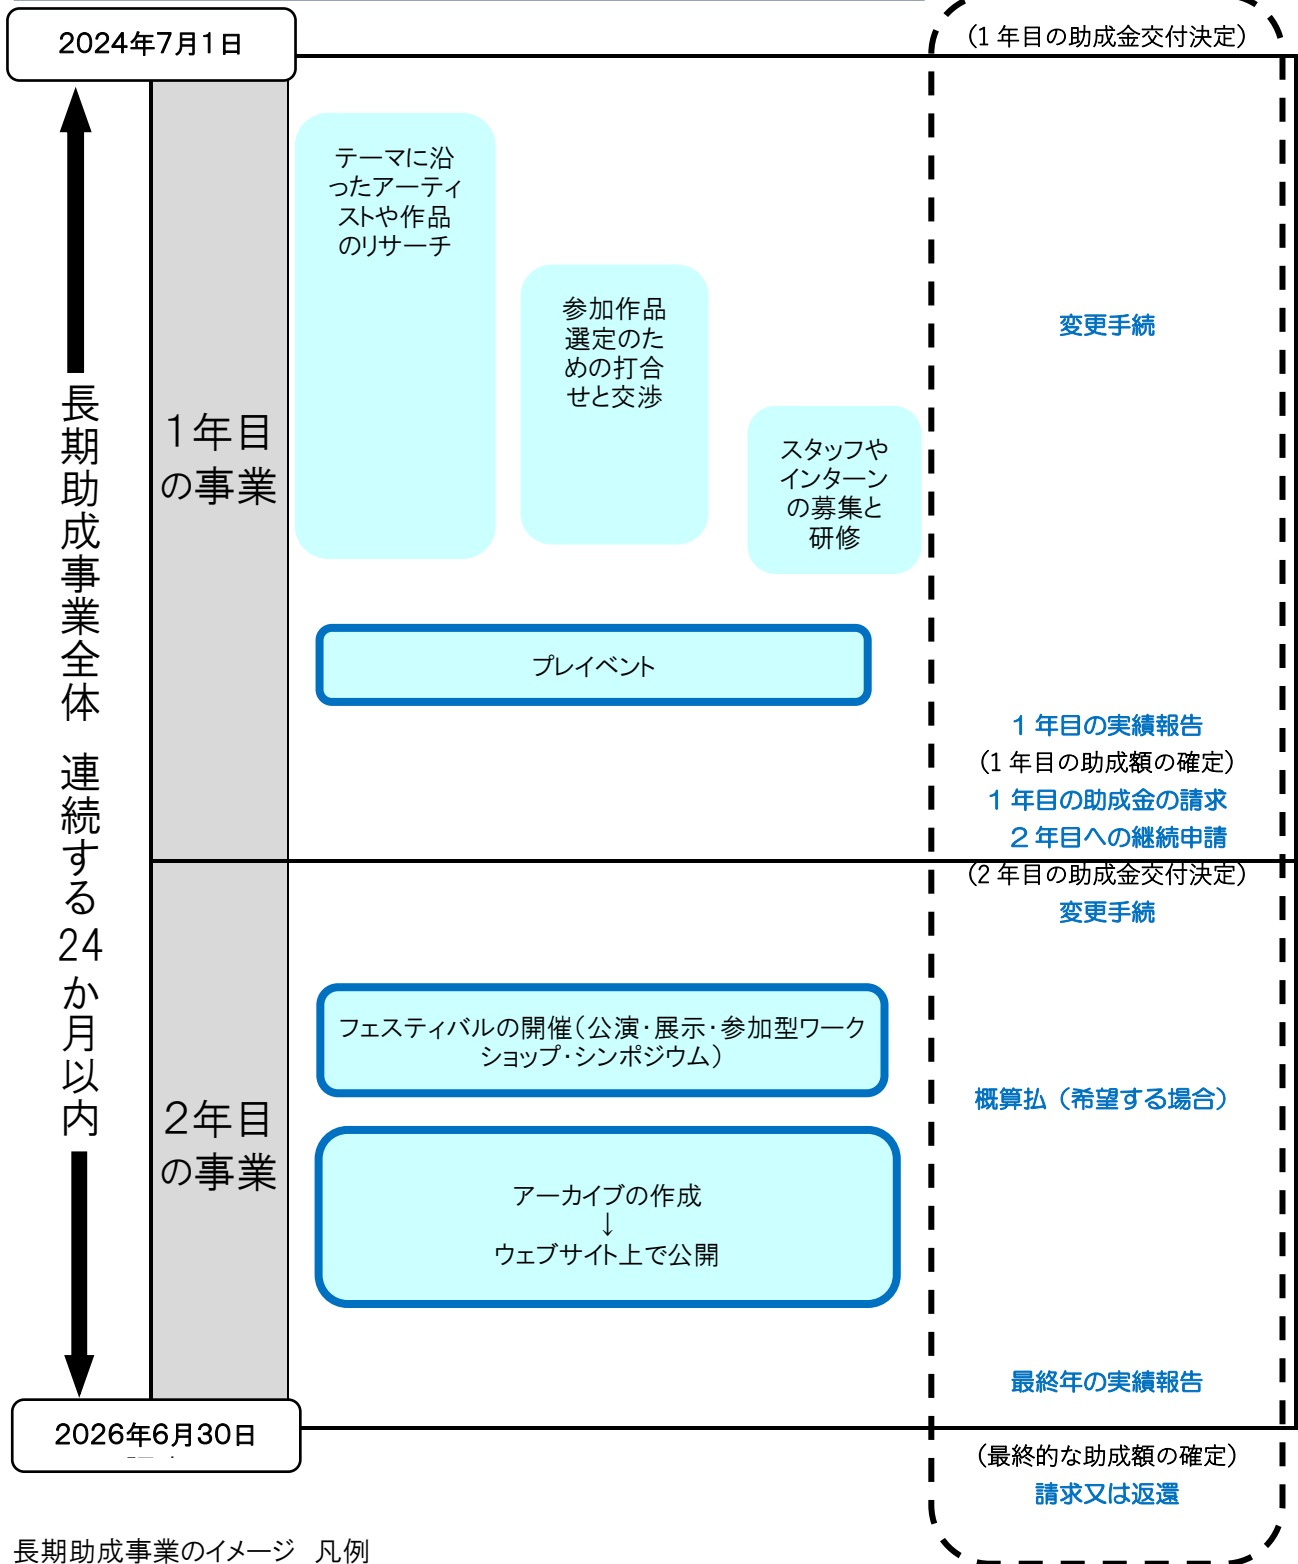 2024年7月1日
(1年目の助成金交付決定)
テーマに沿
ったアーティ
ストや作品
のリサーチ
参加作品
選定のた
めの打合
せと交渉
スタッフや
インターン
の募集と
研修
変更手続
長期助成事業全体 連続する24か月以内
1年目
の事業
プレイベント
1年目の実績報告
(1年目の助成額の確定)
1年目の助成金の請求
2年目への継続申請
(2年目の助成金交付決定)
変更手続
2年目
の事業
フェスティバルの開催(公演・展示・参加型ワーク
ショップ・シンポジウム)
概算払(希望する場合)
アーカイブの作成
↓
ウェブサイト上で公開
最終年の実績報告
2026年6月30日
(最終的な助成額の確定)
請求又は返還
長期助成事業のイメージ 凡例